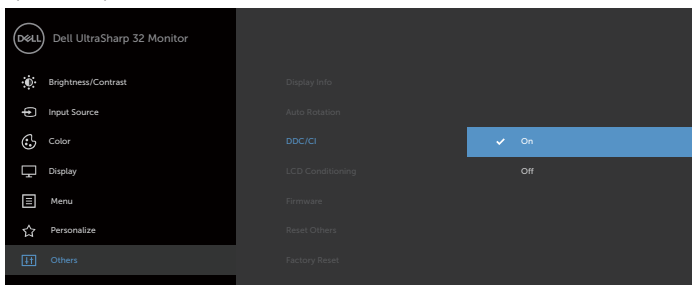 DELL Dell UltraSharp 32 Monitor
Brightness/Contrast
Input Source
Color
Display
Menu
Personalize
Others
Display Info
Auto Rotation
DDC/CI
LCD Conditioning
Firmware
Reset Others
Factory Reset
On
Off